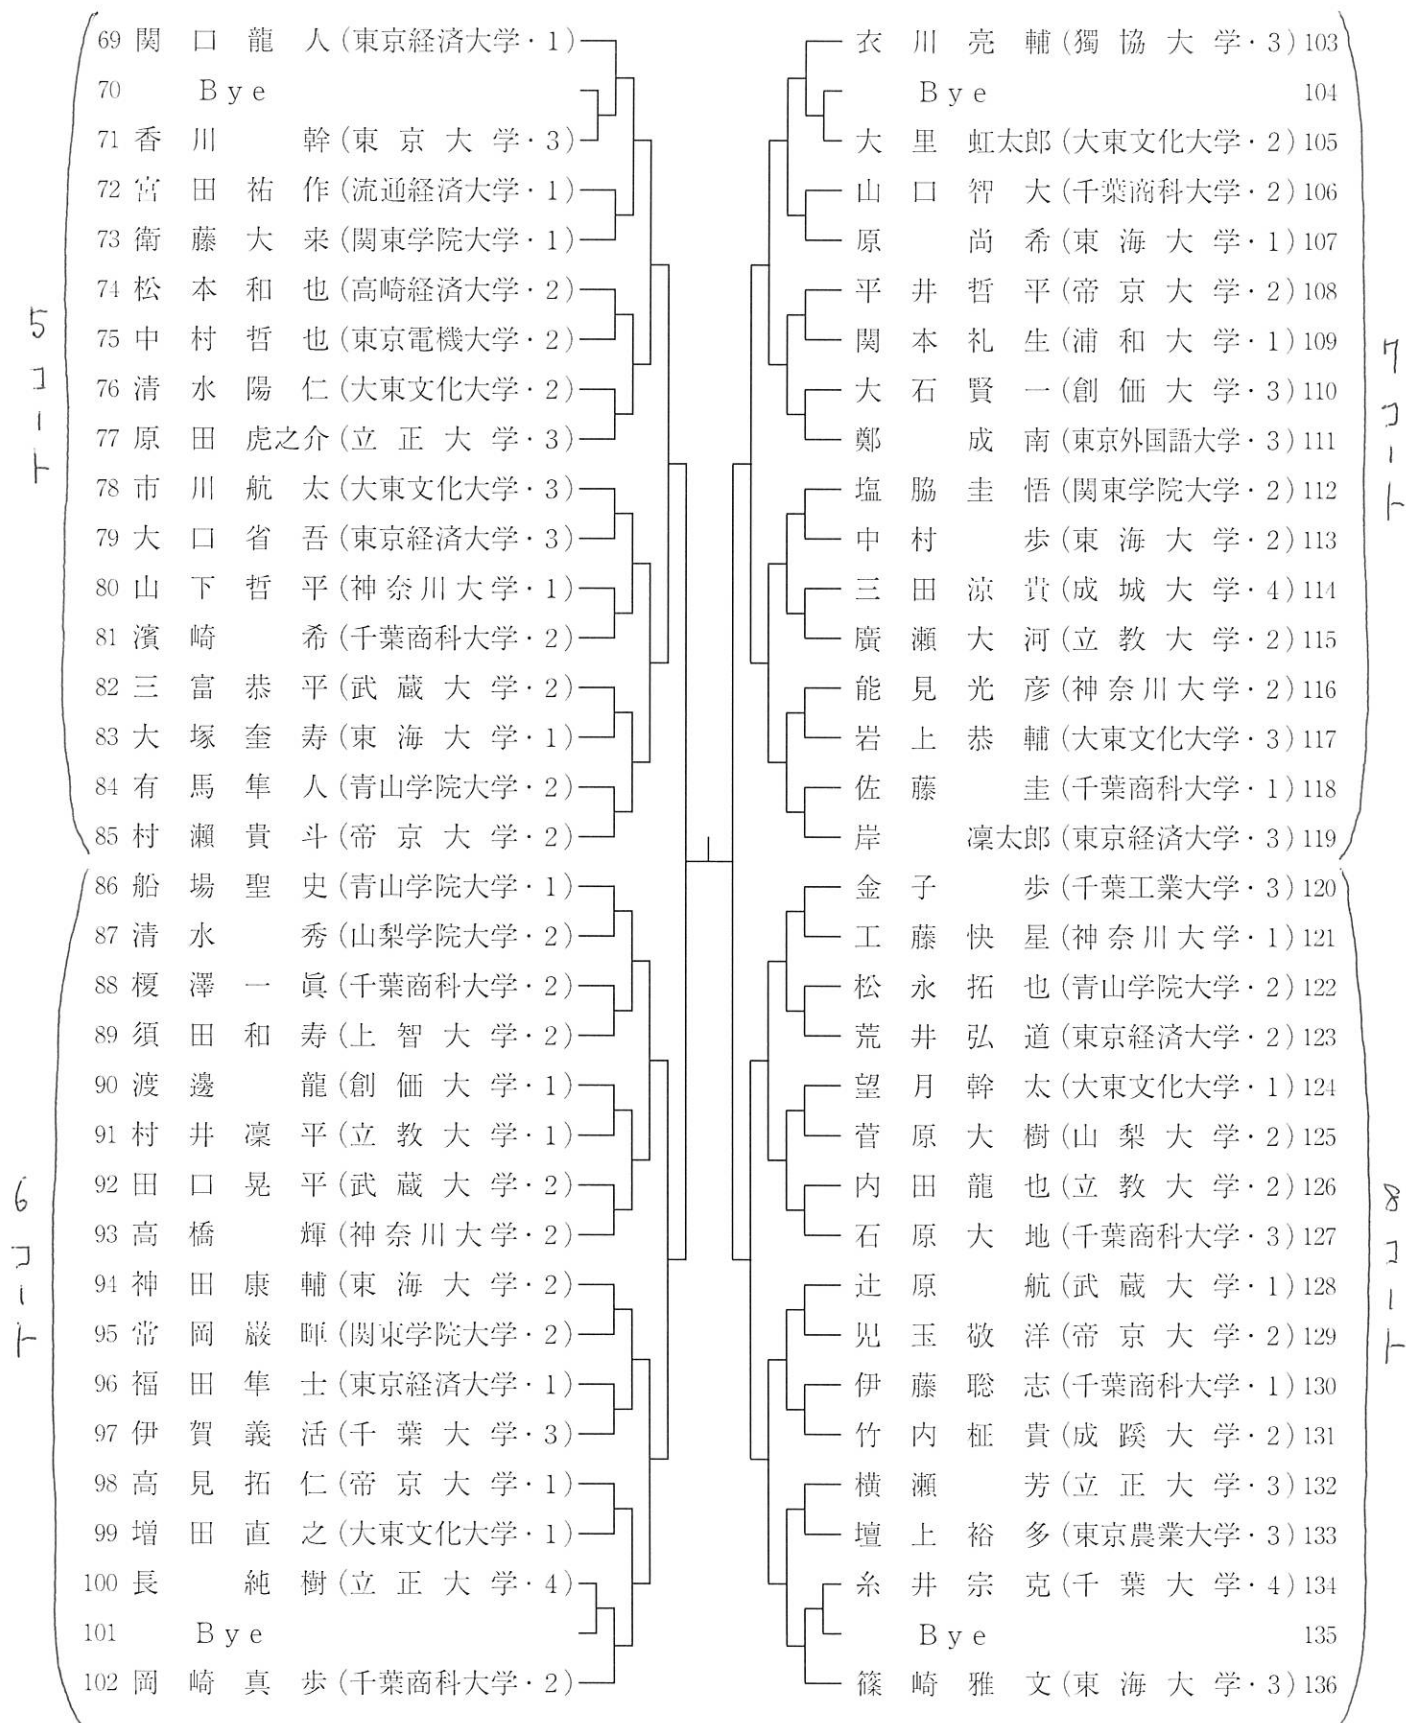 69 関口龍人(東京経済大学・1)
70 Bye
71 香川幹(東京大学・3)
72 宮田祐作(流通経済大学・1)
73 衛藤大来(関東学院大学・1)
74 松本和也(高崎経済大学・2)
75 中村哲也(東京電機大学・2)
76 清水陽仁(大東文化大学・2)
77 原田虎之介(立正大学・3)
78 市川航太(大東文化大学・3)
79 大口省吾(東京経済大学・3)
80 山下哲平(神奈川大学・1)
81 濱崎希(千葉商科大学・2)
82 三富恭平(武蔵大学・2)
83 大塚奎寿(東海大学・1)
84 有馬隼人(青山学院大学・2)
85 村瀬貴斗(帝京大学・2)
5コート
86 船場聖史(青山学院大学・1)
87 清水秀(山梨学院大学・2)
88 榎澤一眞(千葉商科大学・2)
89 須田和寿(上智大学・2)
90 渡邊龍(創価大学・1)
91 村井凜平(立教大学・1)
92 田口晃平(武蔵大学・2)
93 高橋輝(神奈川大学・2)
94 神田康輔(東海大学・2)
95 常岡巌暉(関東学院大学・2)
96 福田隼士(東京経済大学・1)
97 伊賀義活(千葉大学・3)
98 高見拓仁(帝京大学・1)
99 増田直之(大東文化大学・1)
100 長純樹(立正大学・4)
101 Bye
102 岡崎真歩(千葉商科大学・2)
6コート
衣川亮輔(獨協大学・3)103
Bye 104
大里虹太郎(大東文化大学・2)105
山口智大(千葉商科大学・2)106
原尚希(東海大学・1)107
平井哲平(帝京大学・2)108
関本礼生(浦和大学・1)109
大石賢一(創価大学・3)110
鄭成南(東京外国語大学・3)111
塩脇圭悟(関東学院大学・2)112
中村歩(東海大学・2)113
三田涼貴(成城大学・4)114
廣瀬大河(立教大学・2)115
能見光彦(神奈川大学・2)116
岩上恭輔(大東文化大学・3)117
佐藤圭(千葉商科大学・1)118
岸凜太郎(東京経済大学・3)119
7コート
金子歩(千葉工業大学・3)120
工藤快星(神奈川大学・1)121
松永拓也(青山学院大学・2)122
荒井弘道(東京経済大学・2)123
望月幹太(大東文化大学・1)124
菅原大樹(山梨大学・2)125
内田龍也(立教大学・2)126
石原大地(千葉商科大学・3)127
辻原航(武蔵大学・1)128
児玉敬洋(帝京大学・2)129
伊藤聡志(千葉商科大学・1)130
竹内柾貴(成蹊大学・2)131
横瀬芳(立正大学・3)132
壇上裕多(東京農業大学・3)133
糸井宗克(千葉大学・4)134
Bye 135
篠崎雅文(東海大学・3)136
8コート